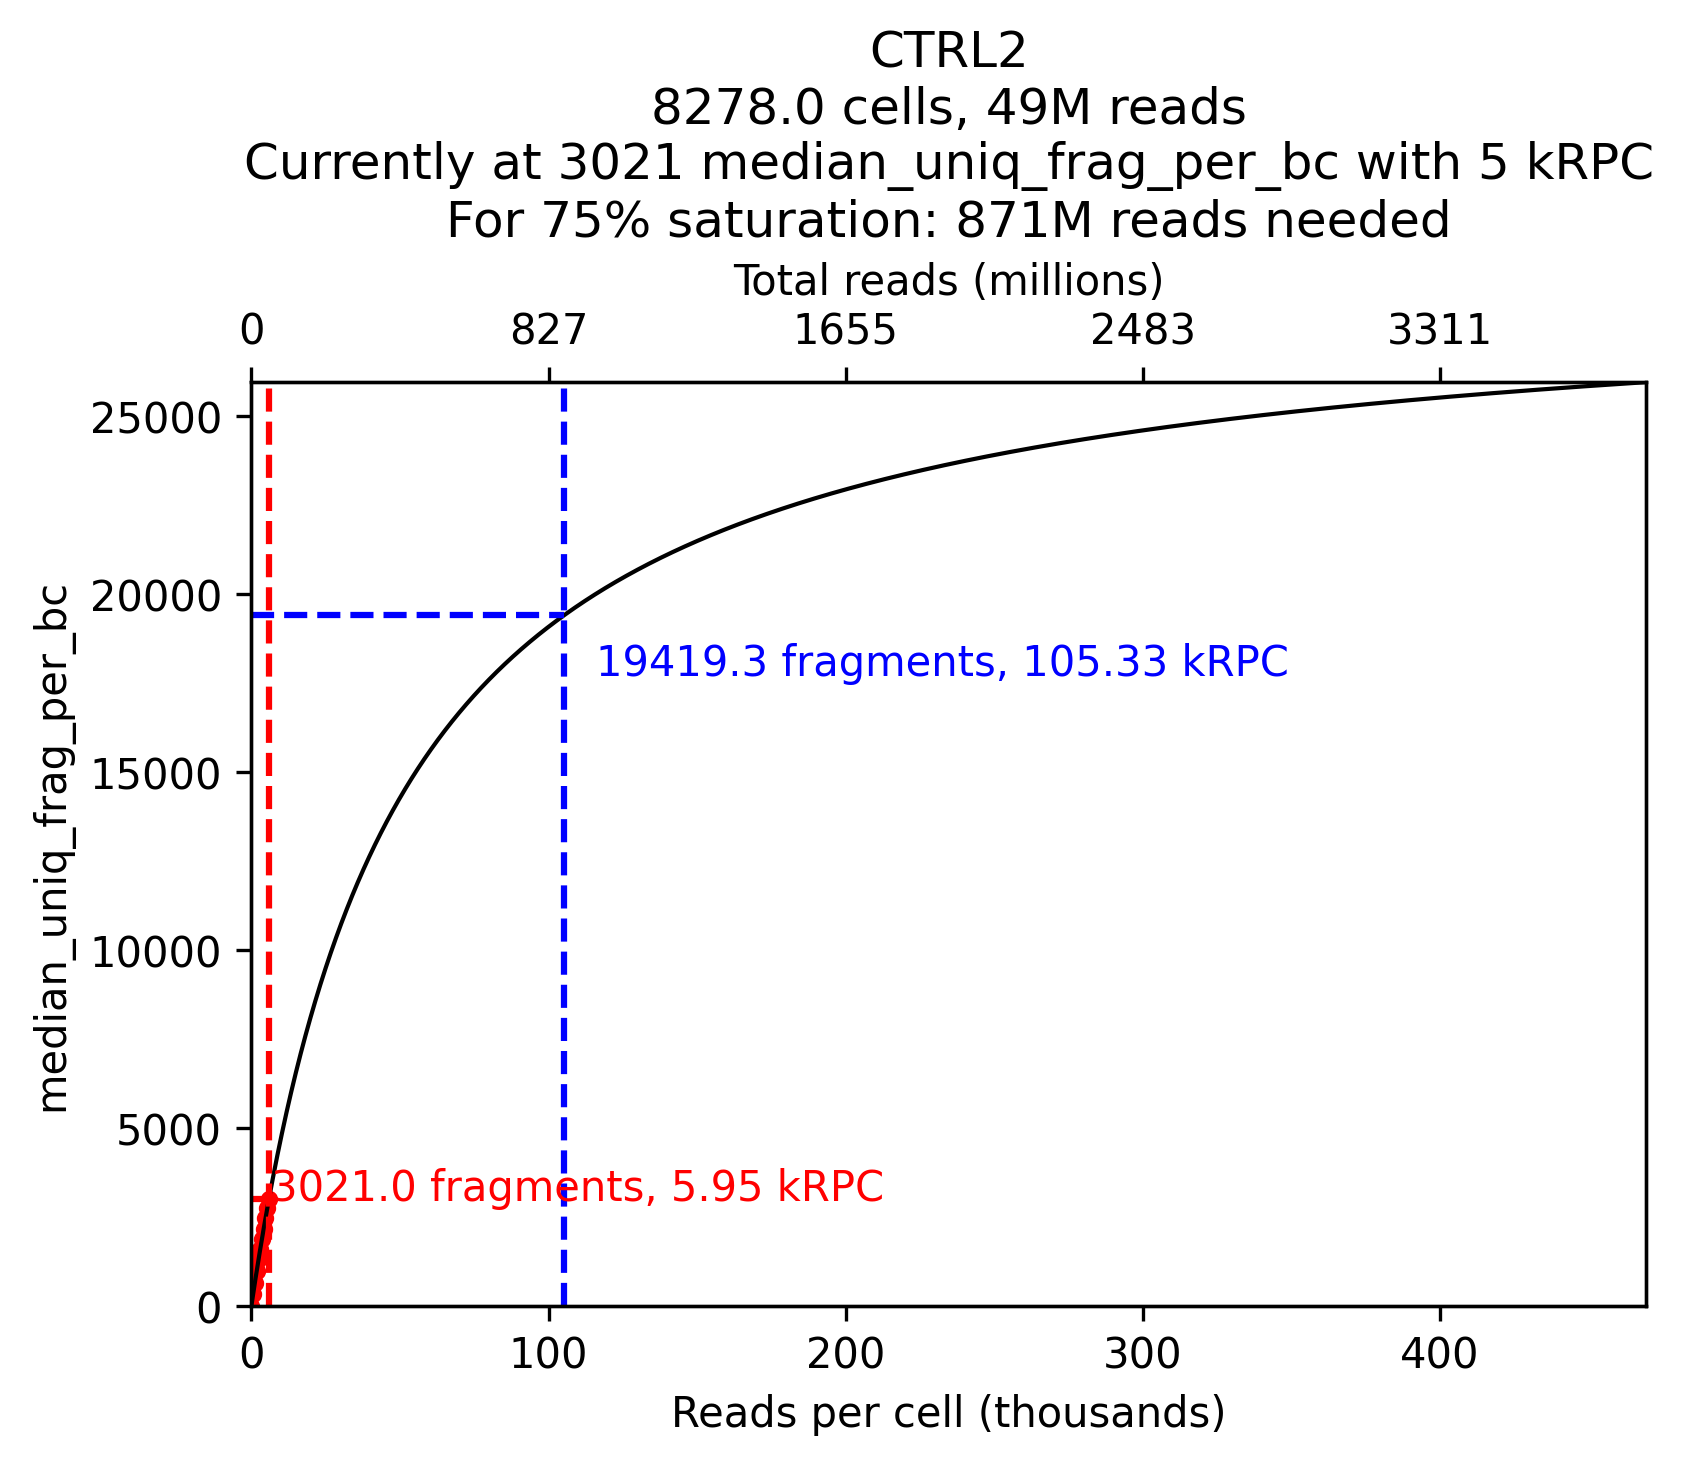 CTRL2
8278.0 cells, 49M reads
Currently at 3021 median_uniq_frag_per_bc with 5 kRPC
For 75% saturation: 871M reads needed
Total reads (millions)
0 827 1655 2483 3311
25000
20000
15000
10000
5000
0
median_uniq_frag_per_bc
19419.3 fragments, 105.33 kRPC
3021.0 fragments, 5.95 kRPC
0 100 200 300 400
Reads per cell (thousands)